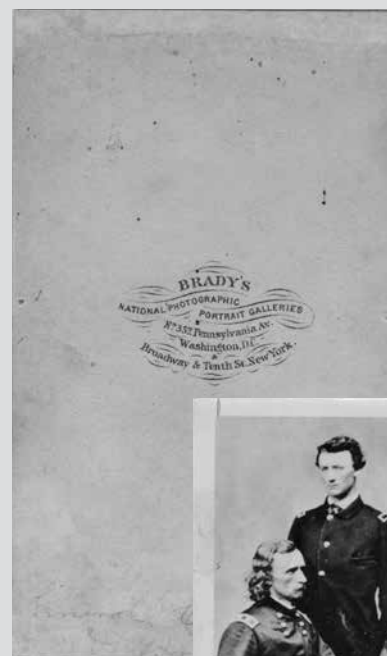 BRADY'S
NATIONAL PHOTOGRAPHIC
PORTRAIT GALLERIES
Nº 352 Pennsylvania Av.
Washington, D.C.
&
Broadway & Tenth St. New York.